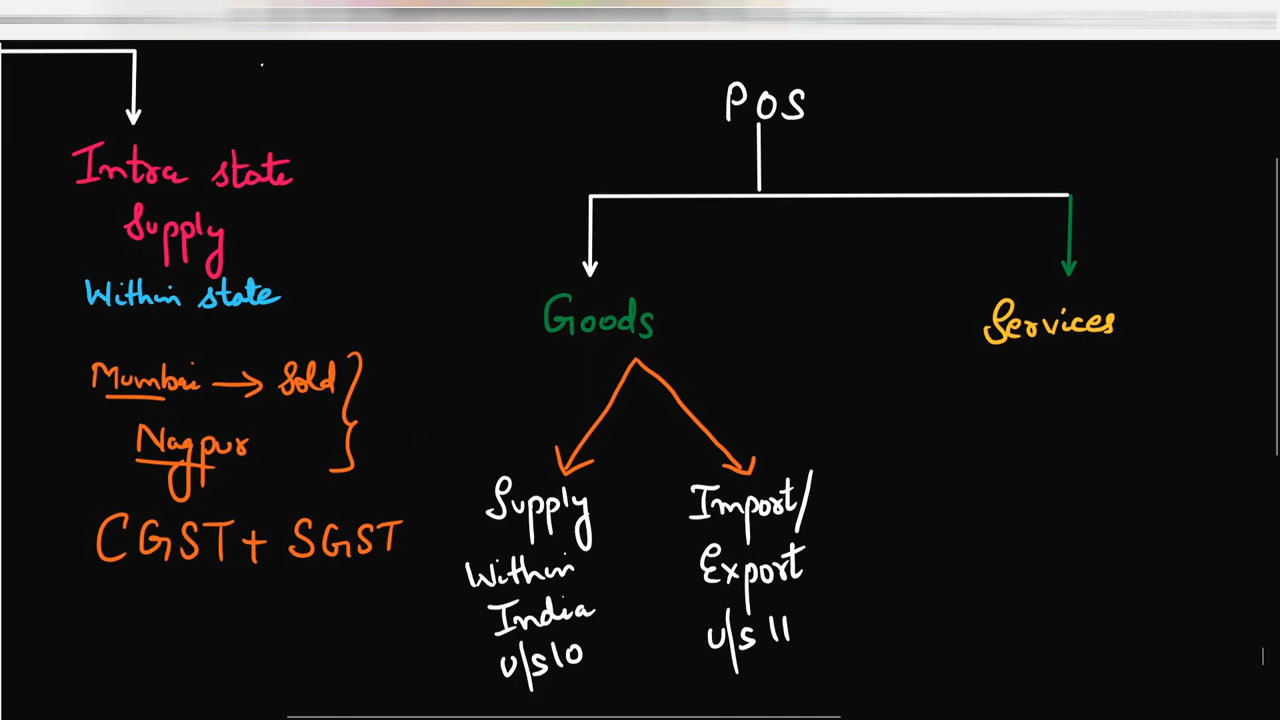 Intra state
Supply
Within state
Mumbai → Sold
Nagpur
CGST + SGST
POS
Goods
Services
Supply
Within
India
u/s 10
Import/
Export
u/s 11